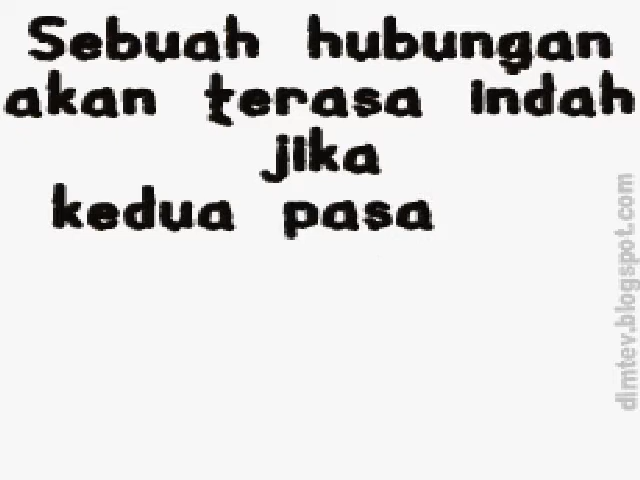 Sebuah hubungan
akan terasa indah
jika
kedua pasa
dimtev.blogspot.com